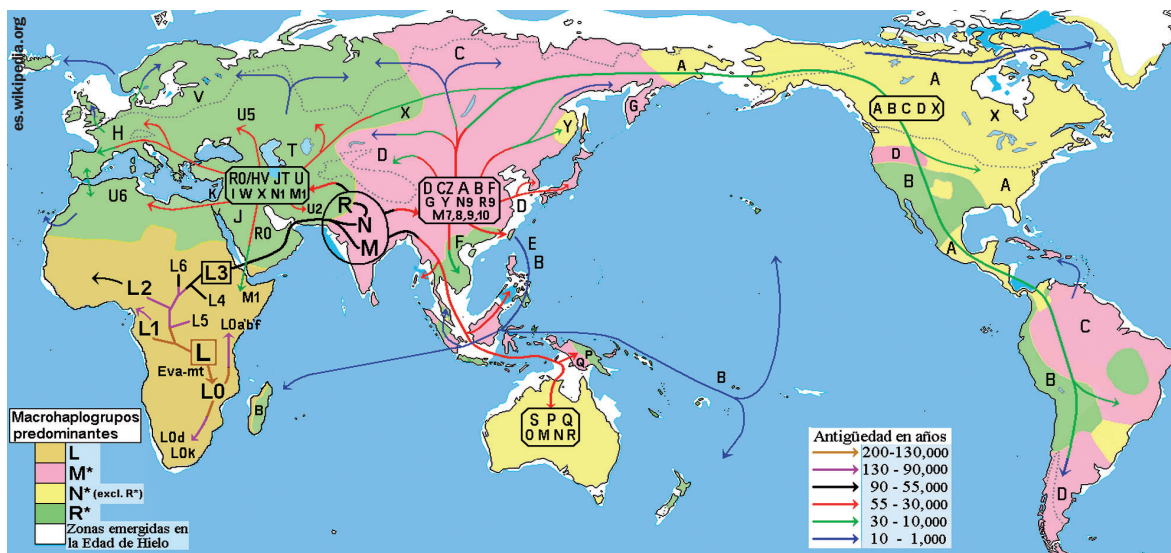 es.wikipedia.org
C
A
A
V
G
A B C D X
X
H
U5
X
Y
T
D
D
R0/HV JT U
I W X N1 M1
D CZ A B F
G Y N9 R9
M7,8,9,10
B
A
K
U6
U2
R
N
M
D
J
R0
F
E
B
A
L3
L6
L2
L4
M1
L5
L1
L0a'bf
L
C
Eva-mt
L0
Q
P
B
B
B
L0d
L0k
S P Q
O M N R
D
Macrohaplogrupos
predominantes
L
M*
N* (excl. R*)
R*
Zonas emergidas en
la Edad de Hielo
Antigüedad en años
200-130,000
130 - 90,000
90 - 55,000
55 - 30,000
30 - 10,000
10 - 1,000